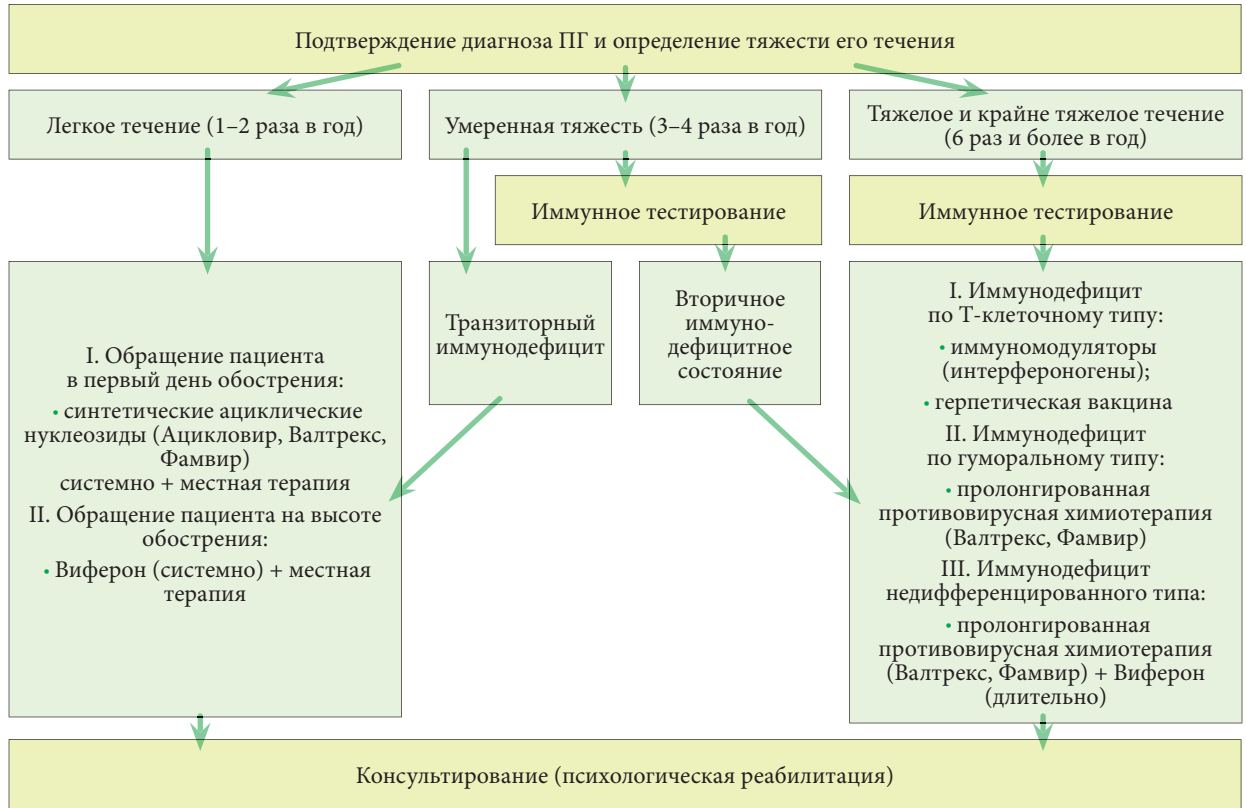 Подтверждение диагноза ПГ и определение тяжести его течения
Легкое течение (1–2 раза в год)
Умеренная тяжесть (3–4 раза в год)
Тяжелое и крайне тяжелое течение
(6 раз и более в год)
Иммунное тестирование
Иммунное тестирование
I. Обращение пациента
в первый день обострения:
• синтетические ациклические
нуклеозиды (Ацикловир, Валтрекс,
Фамвир)
системно + местная терапия
II. Обращение пациента на высоте
обострения:
• Виферон (системно) + местная
терапия
Транзиторный
иммунодефицит
Вторичное
иммуно-
дефицитное
состояние
I. Иммунодефицит
по Т-клеточному типу:
• иммуномодуляторы
(интерфероногены);
• герпетическая вакцина
II. Иммунодефицит
по гуморальному типу:
• пролонгированная
противовирусная химиотерапия
(Валтрекс, Фамвир)
III. Иммунодефицит
недифференцированного типа:
• пролонгированная
противовирусная химиотерапия
(Валтрекс, Фамвир) + Виферон
(длительно)
Консультирование (психологическая реабилитация)